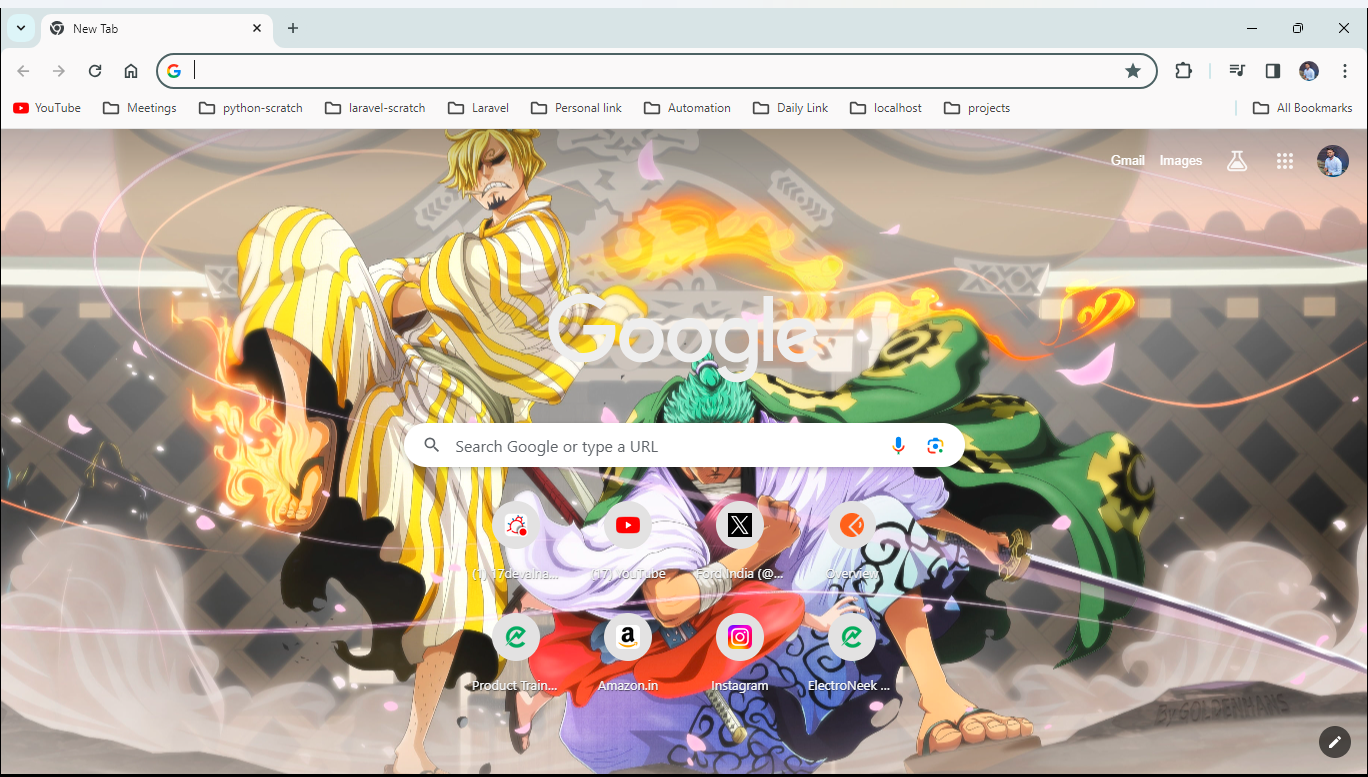 New Tab
YouTube Meetings python-scratch laravel-scratch Laravel Personal link Automation Daily Link localhost projects All Bookmarks
Gmail Images
Google
Search Google or type a URL
(1) 17devalna... (17) YouTube Ford India (@... Overview
Product Train... Amazon.in Instagram ElectroNeek ...
By GOLDENMANS